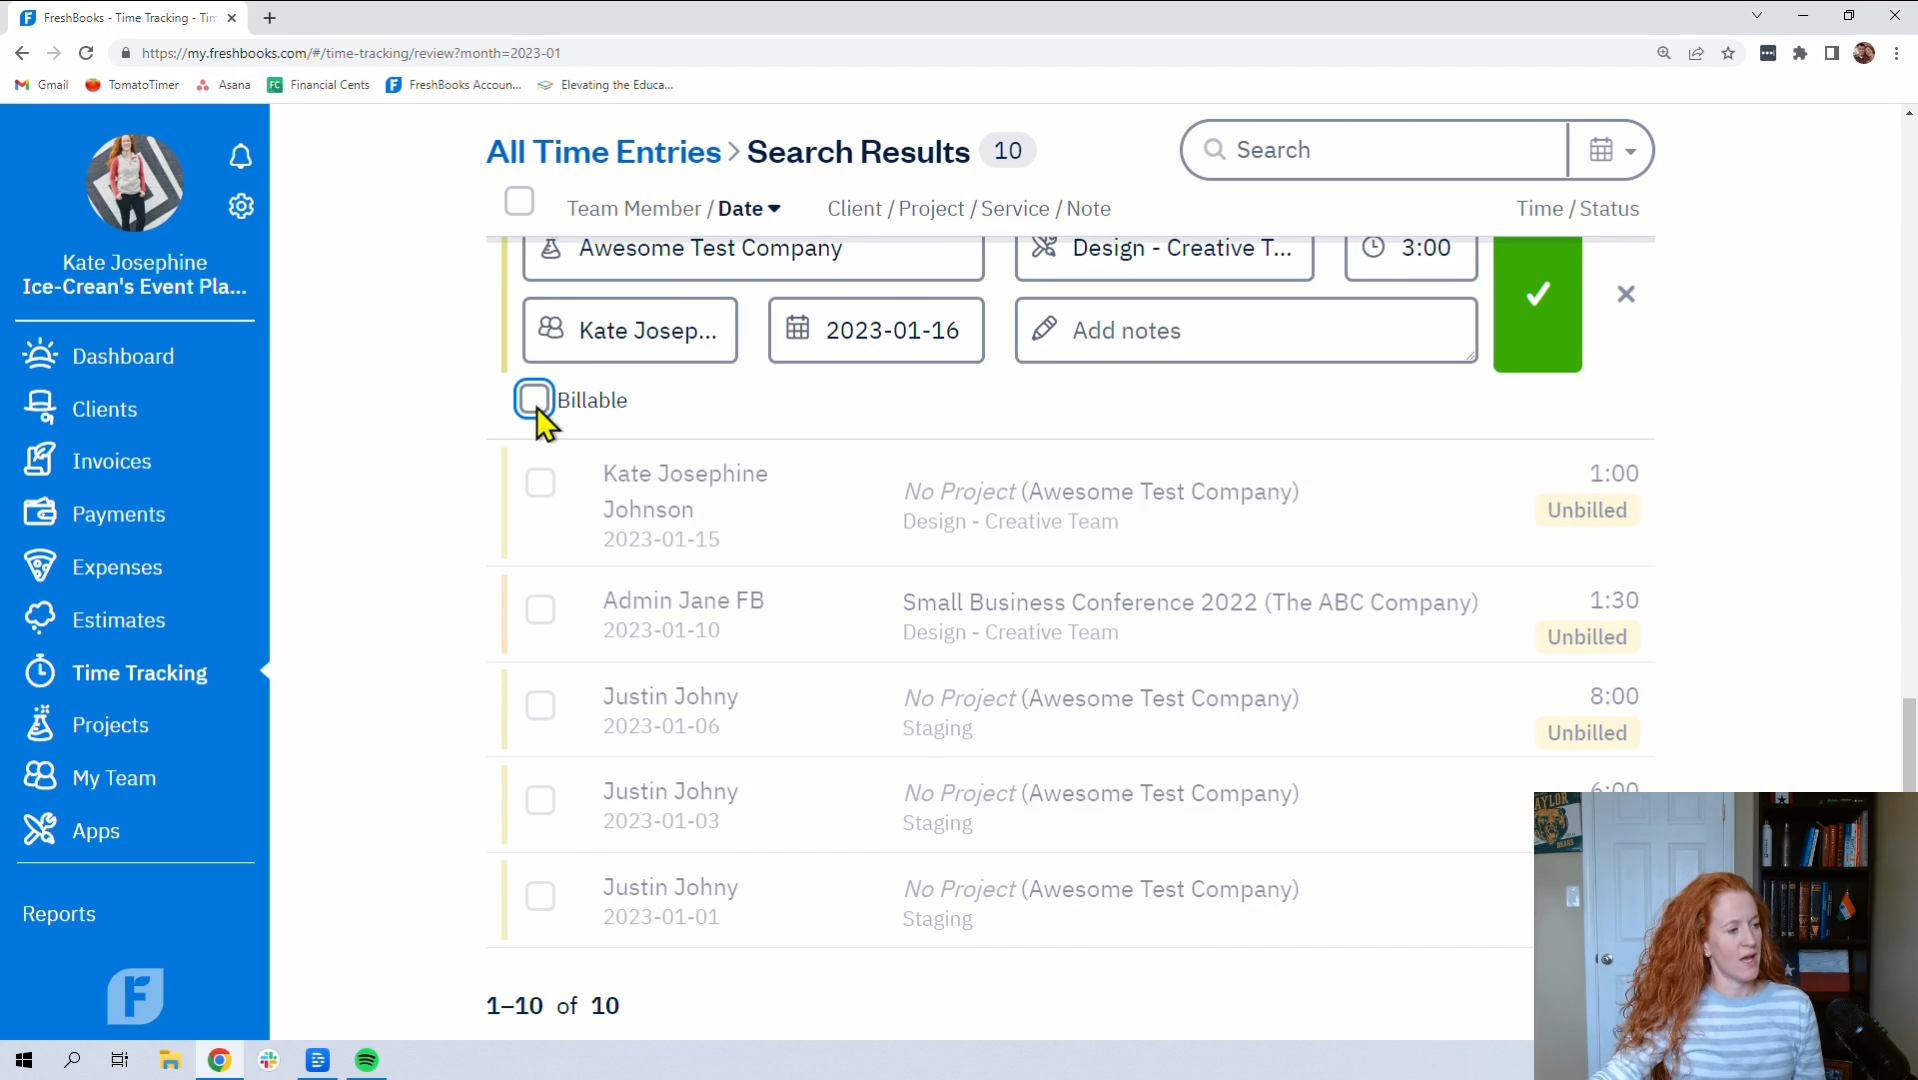 FreshBooks - Time Tracking - Tim
https://my.freshbooks.com/#/time-tracking/review?month=2023-01
Gmail
TomatoTimer
Asana
FC Financial Cents
FreshBooks Accoun...
Elevating the Educa...
Kate Josephine
Ice-Crean's Event Pla...
Dashboard
Clients
Invoices
Payments
Expenses
Estimates
Time Tracking
Projects
My Team
Apps
Reports
F
All Time Entries > Search Results 10
Search
Team Member / Date
Client / Project / Service / Note
Time / Status
Awesome Test Company
Design - Creative T...
3:00
Kate Josep...
2023-01-16
Add notes
Billable
Kate Josephine
Johnson
2023-01-15
No Project (Awesome Test Company)
Design - Creative Team
1:00
Unbilled
Admin Jane FB
2023-01-10
Small Business Conference 2022 (The ABC Company)
Design - Creative Team
1:30
Unbilled
Justin Johny
2023-01-06
No Project (Awesome Test Company)
Staging
8:00
Unbilled
Justin Johny
2023-01-03
No Project (Awesome Test Company)
Staging
6:00
Justin Johny
2023-01-01
No Project (Awesome Test Company)
Staging
1–10 of 10